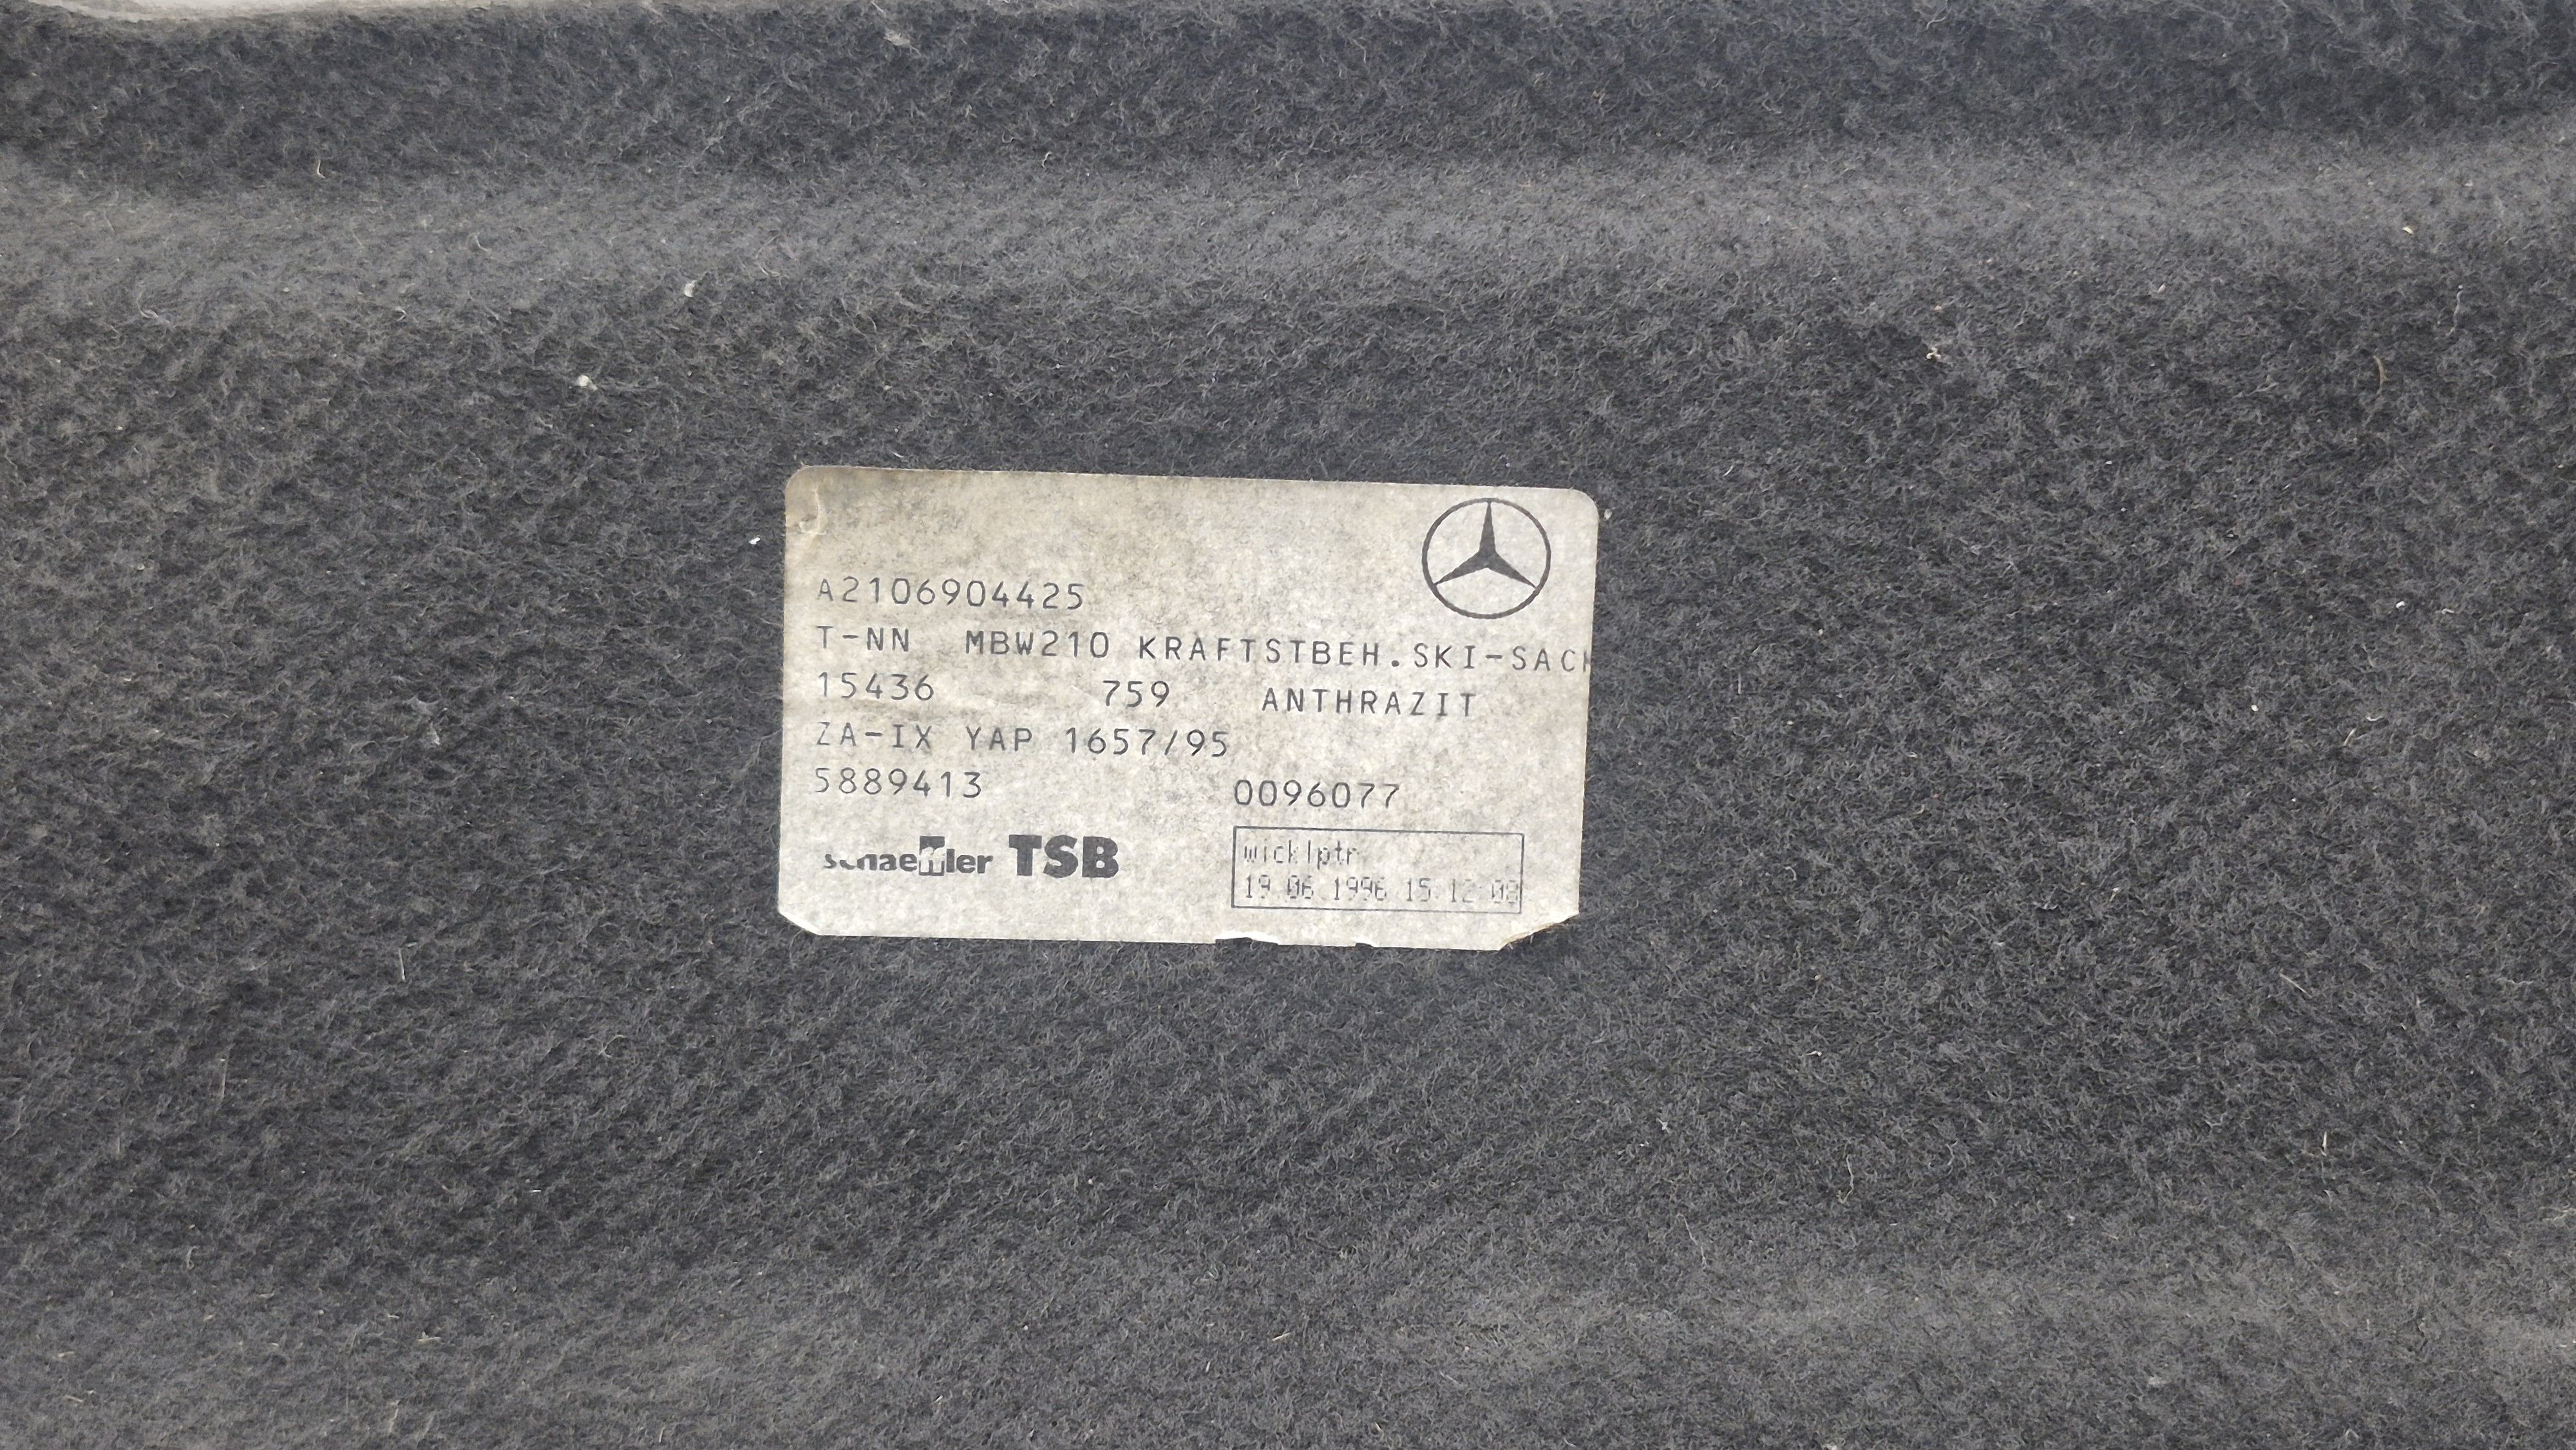 A2106904425
T-NN MBW210 KRAFTSTBEH.SKI-SACK
15436 759 ANTHRAZIT
ZA-IX YAP 1657/95
5889413 0096077
schaeffler TSB
wicklptr
19.06.1996 15:12:08